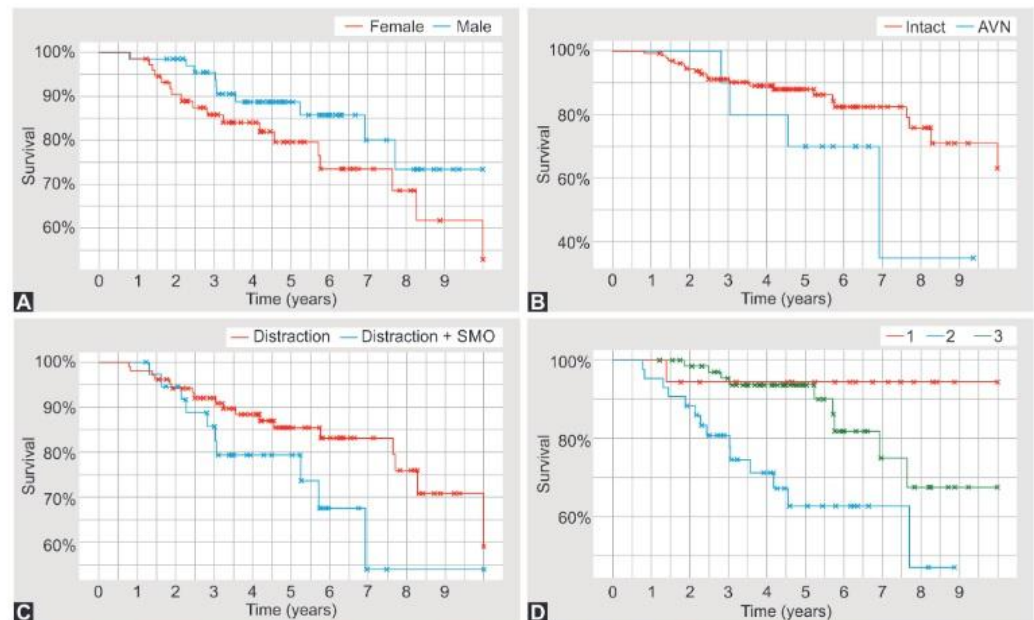 Female Male
100%
90%
80%
70%
60%
Survival
0 1 2 3 4 5 6 7 8 9
Time (years)
A
Intact AVN
100%
80%
60%
40%
Survival
0 1 2 3 4 5 6 7 8 9
Time (years)
B
Distraction Distraction + SMO
100%
90%
80%
70%
60%
Survival
0 1 2 3 4 5 6 7 8 9
Time (years)
C
1 2 3
100%
80%
60%
Survival
0 1 2 3 4 5 6 7 8 9
Time (years)
D